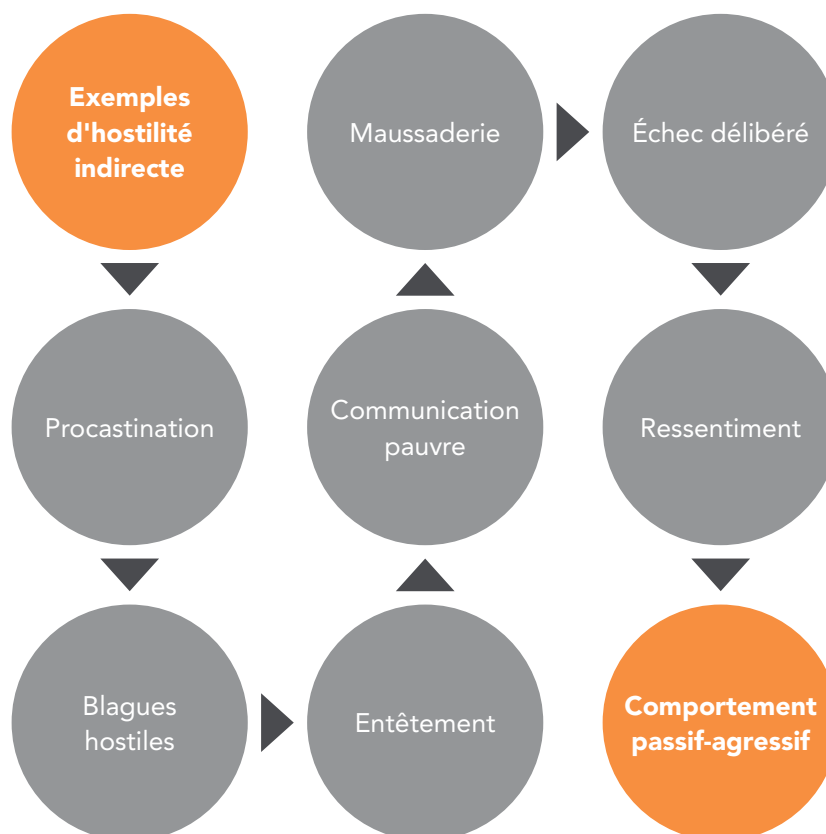 Exemples
d'hostilité
indirecte
Procastination
Blagues
hostiles
Entêtement
Communication
pauvre
Maussaderie
Échec délibéré
Ressentiment
Comportement
passif-agressif